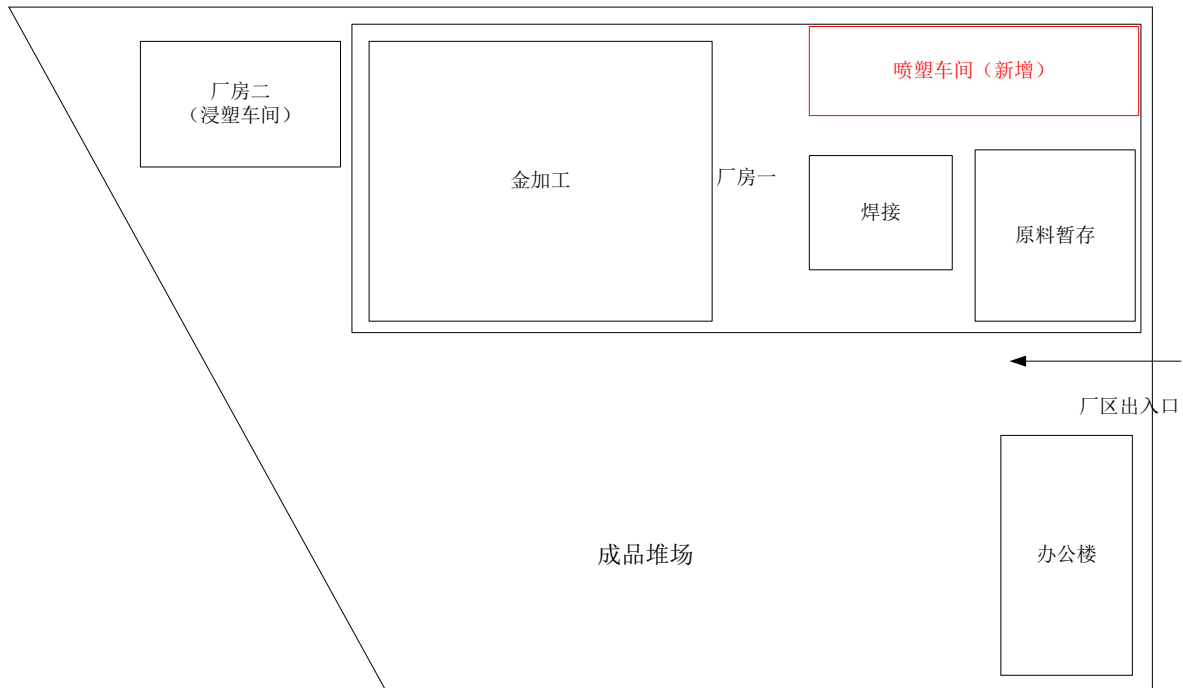 喷塑车间（新增）
厂房二
（浸塑车间）
金加工
厂房一
焊接
原料暂存
厂区出入口
成品堆场
办公楼